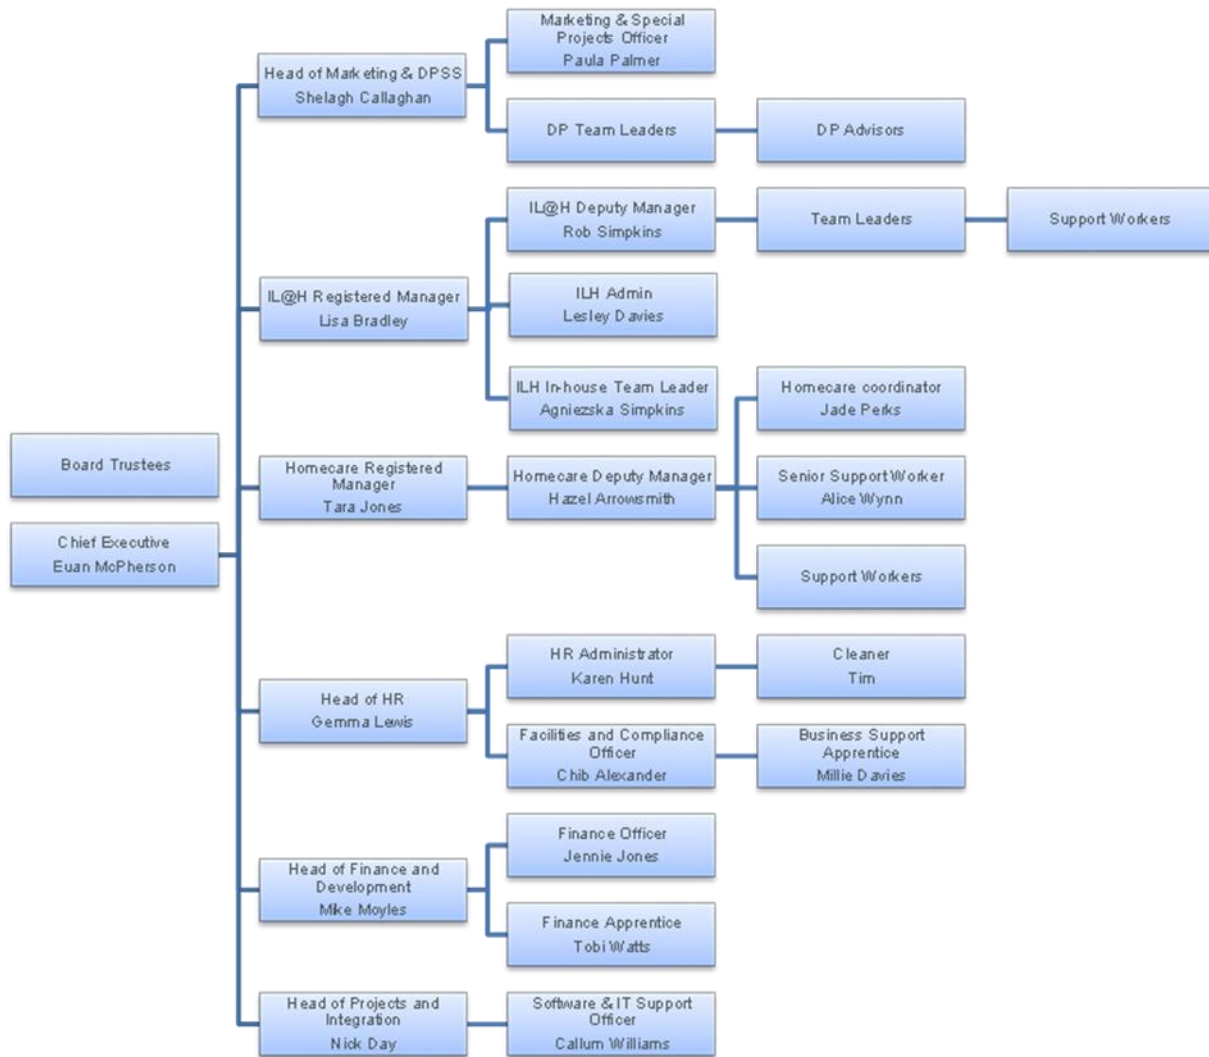 Marketing & Special
Projects Officer
Paula Palmer
Head of Marketing & DPSS
Shelagh Callaghan
DP Team Leaders
DP Advisors
IL@H Deputy Manager
Rob Simpkins
Team Leaders
Support Workers
IL@H Registered Manager
Lisa Bradley
ILH Admin
Lesley Davies
ILH In-house Team Leader
Agniezska Simpkins
Homecare coordinator
Jade Perks
Board Trustees
Homecare Registered
Manager
Tara Jones
Homecare Deputy Manager
Hazel Arrowsmith
Senior Support Worker
Alice Wynn
Chief Executive
Euan McPherson
Support Workers
HR Administrator
Karen Hunt
Cleaner
Tim
Head of HR
Gemma Lewis
Facilities and Compliance
Officer
Chib Alexander
Business Support
Apprentice
Millie Davies
Finance Officer
Jennie Jones
Head of Finance and
Development
Mike Moyles
Finance Apprentice
Tobi Watts
Head of Projects and
Integration
Nick Day
Software & IT Support
Officer
Callum Williams